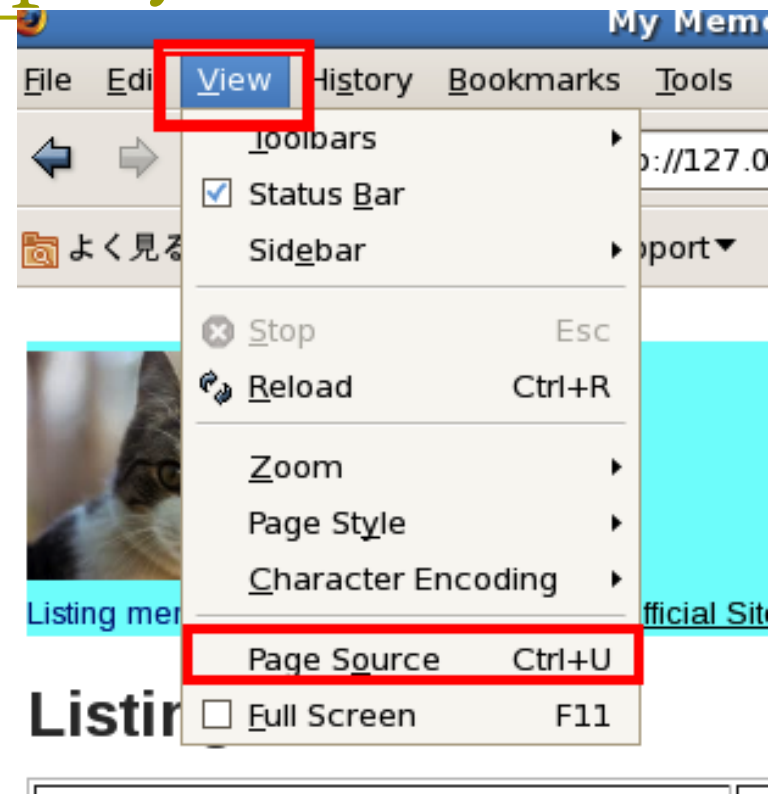 My Mem
File Edi View History Bookmarks Tools
Toolbars
://127.0
Status Bar
よく見る
Sidebar
pport▼
Stop Esc
Reload Ctrl+R
Zoom
Page Style
Character Encoding
Listing mer
fficial Sit
Page Source Ctrl+U
Listin
Full Screen F11